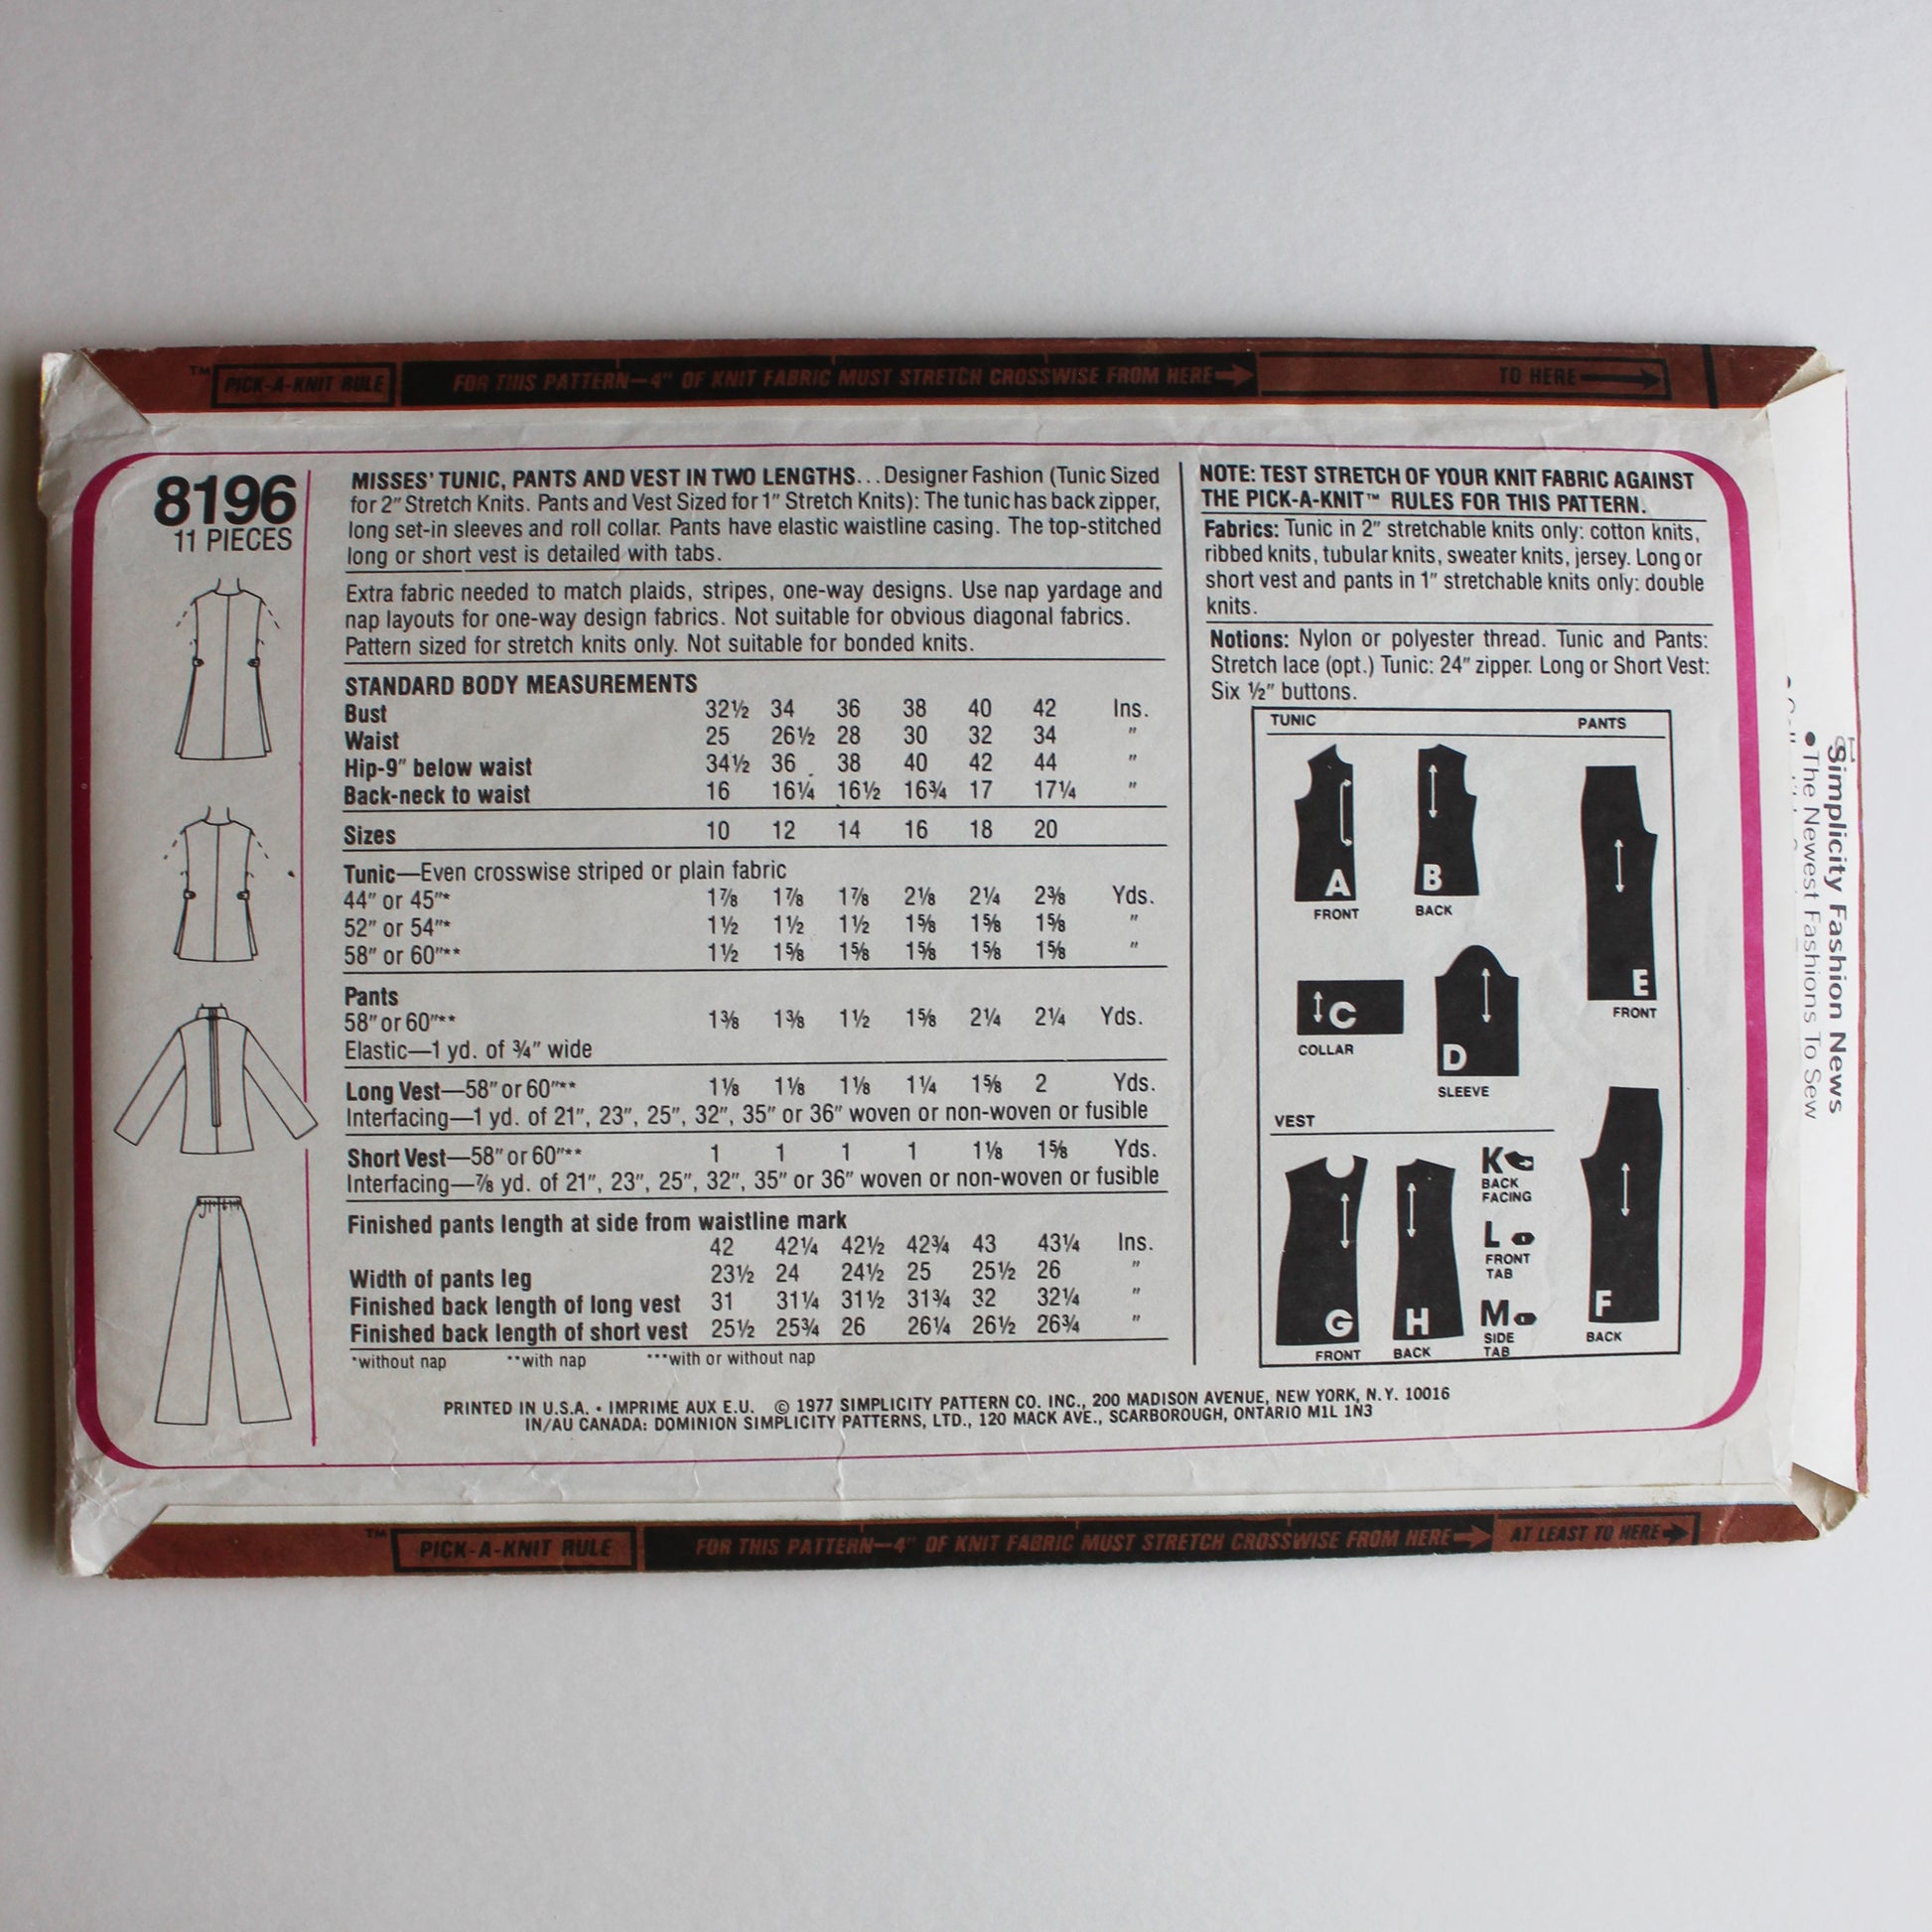 ™ PICK-A-KNIT RULE FOR THIS PATTERN—4" OF KNIT FABRIC MUST STRETCH CROSSWISE FROM HERE TO HERE
8196
11 PIECES
MISSES' TUNIC, PANTS AND VEST IN TWO LENGTHS...Designer Fashion (Tunic Sized
for 2" Stretch Knits. Pants and Vest Sized for 1" Stretch Knits): The tunic has back zipper,
long set-in sleeves and roll collar. Pants have elastic waistline casing. The top-stitched
long or short vest is detailed with tabs.
Extra fabric needed to match plaids, stripes, one-way designs. Use nap yardage and
nap layouts for one-way design fabrics. Not suitable for obvious diagonal fabrics.
Pattern sized for stretch knits only. Not suitable for bonded knits.
STANDARD BODY MEASUREMENTS
Bust 32½ 34 36 38 40 42 Ins.
Waist 25 26½ 28 30 32 34 "
Hip-9" below waist 34½ 36 38 40 42 44 "
Back-neck to waist 16 16¼ 16½ 16¾ 17 17¼ "
Sizes 10 12 14 16 18 20
Tunic—Even crosswise striped or plain fabric
44" or 45"* 1⅞ 1⅞ 1⅞ 2⅛ 2¼ 2⅜ Yds.
52" or 54"* 1½ 1½ 1½ 1⅝ 1⅝ 1⅝ "
58" or 60"** 1½ 1⅝ 1⅝ 1⅝ 1⅝ 1⅝ "
Pants
58" or 60"** 1⅜ 1⅜ 1½ 1⅝ 2¼ 2¼ Yds.
Elastic—1 yd. of ¾" wide
Long Vest—58" or 60"** 1⅛ 1⅛ 1⅛ 1¼ 1⅝ 2 Yds.
Interfacing—1 yd. of 21", 23", 25", 32", 35" or 36" woven or non-woven or fusible
Short Vest—58" or 60"** 1 1 1 1 1⅛ 1⅝ Yds.
Interfacing—⅞ yd. of 21", 23", 25", 32", 35" or 36" woven or non-woven or fusible
Finished pants length at side from waistline mark
42 42¼ 42½ 42¾ 43 43¼ Ins.
Width of pants leg 23½ 24 24½ 25 25½ 26 "
Finished back length of long vest 31 31¼ 31½ 31¾ 32 32¼ "
Finished back length of short vest 25½ 25¾ 26 26¼ 26½ 26¾ "
*without nap **with nap ***with or without nap
NOTE: TEST STRETCH OF YOUR KNIT FABRIC AGAINST
THE PICK-A-KNIT™ RULES FOR THIS PATTERN.
Fabrics: Tunic in 2" stretchable knits only: cotton knits,
ribbed knits, tubular knits, sweater knits, jersey. Long or
short vest and pants in 1" stretchable knits only: double
knits.
Notions: Nylon or polyester thread. Tunic and Pants:
Stretch lace (opt.) Tunic: 24" zipper. Long or Short Vest:
Six ½" buttons.
TUNIC PANTS
A
FRONT
B
BACK
C
COLLAR
D
SLEEVE
E
FRONT
VEST
G
FRONT
H
BACK
K
BACK
FACING
L
FRONT
TAB
M
SIDE
TAB
F
BACK
PRINTED IN U.S.A. • IMPRIME AUX E.U. © 1977 SIMPLICITY PATTERN CO. INC., 200 MADISON AVENUE, NEW YORK, N.Y. 10016
IN/AU CANADA: DOMINION SIMPLICITY PATTERNS, LTD., 120 MACK AVE., SCARBOROUGH, ONTARIO M1L 1N3
Simplicity Fashion News
• The Newest Fashions To Sew
™ PICK-A-KNIT RULE FOR THIS PATTERN—4" OF KNIT FABRIC MUST STRETCH CROSSWISE FROM HERE AT LEAST TO HERE